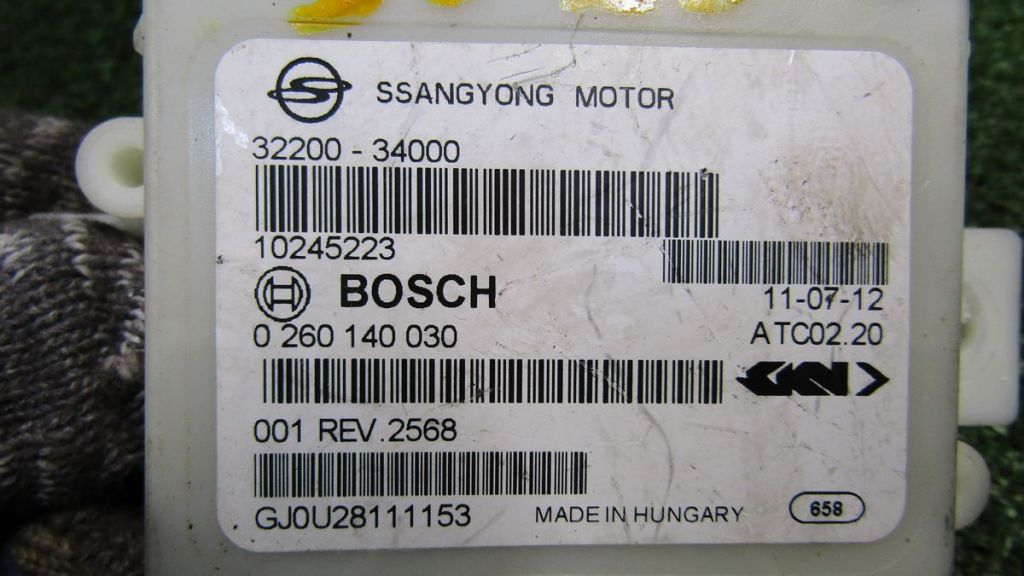 SSANGYONG MOTOR
32200 - 34000
10245223
BOSCH
11-07-12
0 260 140 030
ATC02.20
GKN
001 REV.2568
GJ0U28111153
MADE IN HUNGARY
658